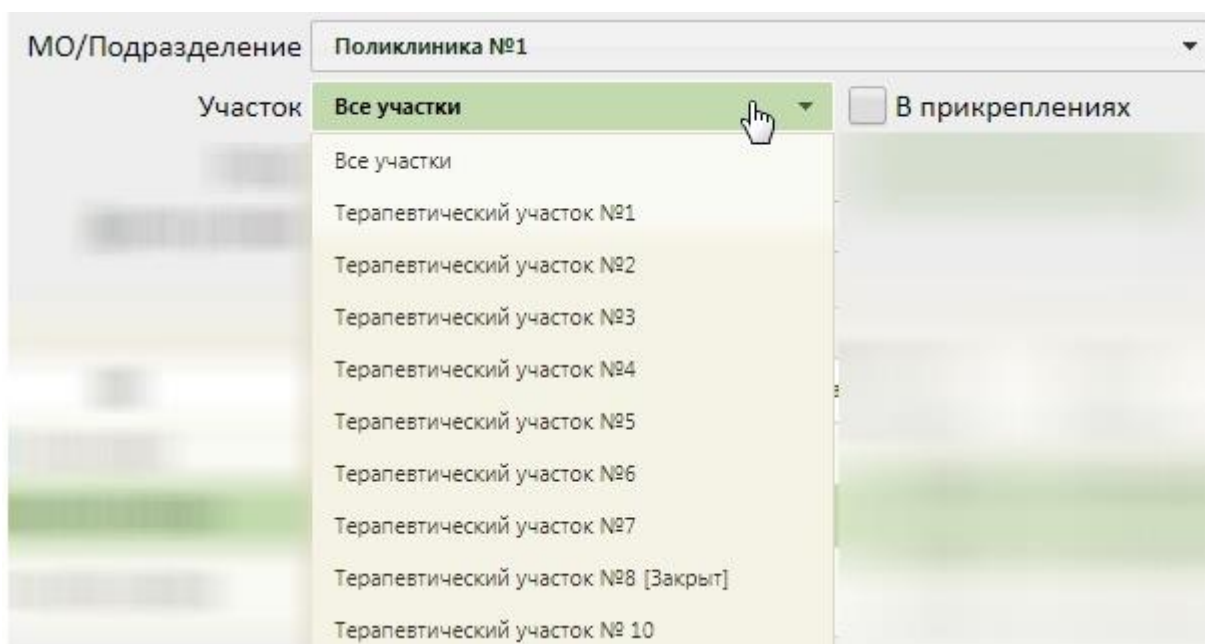 МО/Подразделение Поликлиника №1
Участок Все участки В прикреплениях
Все участки
Терапевтический участок №1
Терапевтический участок №2
Терапевтический участок №3
Терапевтический участок №4
Терапевтический участок №5
Терапевтический участок №6
Терапевтический участок №7
Терапевтический участок №8 [Закрыт]
Терапевтический участок № 10